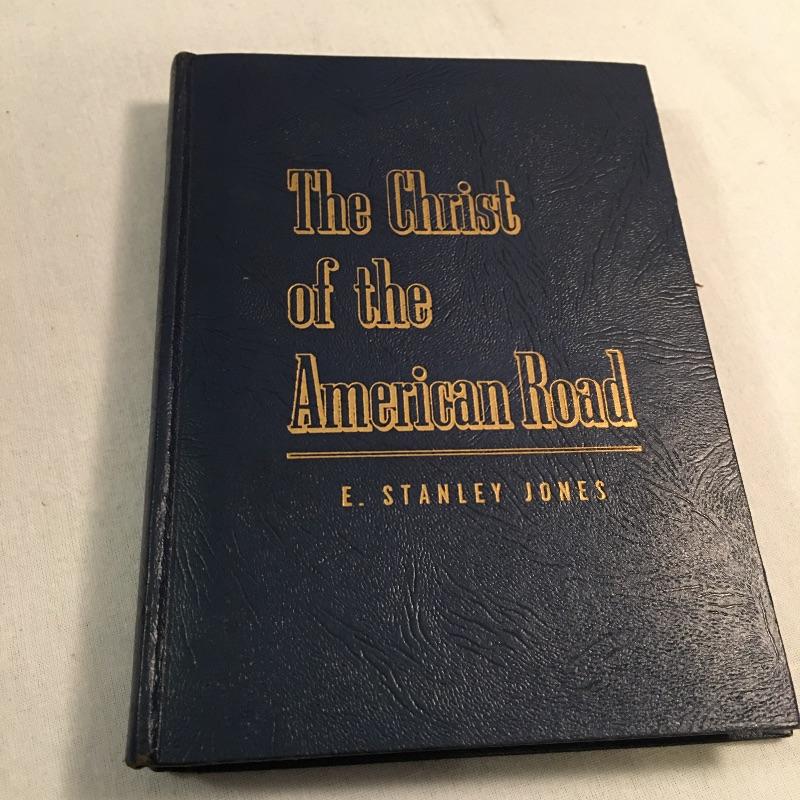 The Christ
of the
American Road
E. STANLEY JONES